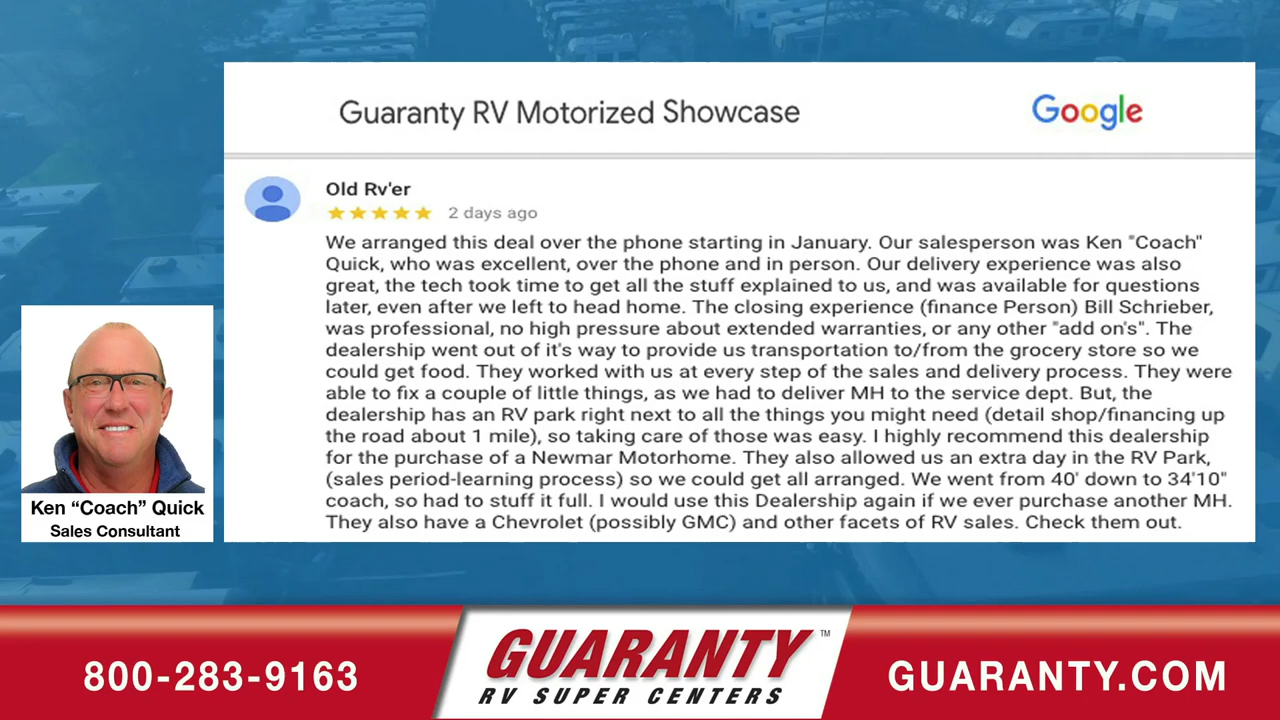 Guaranty RV Motorized Showcase
Google
Old Rv'er
2 days ago
We arranged this deal over the phone starting in January. Our salesperson was Ken "Coach"
Quick, who was excellent, over the phone and in person. Our delivery experience was also
great, the tech took time to get all the stuff explained to us, and was available for questions
later, even after we left to head home. The closing experience (finance Person) Bill Schrieber,
was professional, no high pressure about extended warranties, or any other "add on's". The
dealership went out of it's way to provide us transportation to/from the grocery store so we
could get food. They worked with us at every step of the sales and delivery process. They were
able to fix a couple of little things, as we had to deliver MH to the service dept. But, the
dealership has an RV park right next to all the things you might need (detail shop/financing up
the road about 1 mile), so taking care of those was easy. I highly recommend this dealership
for the purchase of a Newmar Motorhome. They also allowed us an extra day in the RV Park,
(sales period-learning process) so we could get all arranged. We went from 40' down to 34'10"
coach, so had to stuff it full. I would use this Dealership again if we ever purchase another MH.
They also have a Chevrolet (possibly GMC) and other facets of RV sales. Check them out.
Ken “Coach” Quick
Sales Consultant
800-283-9163
GUARANTY™
RV SUPER CENTERS
GUARANTY.COM